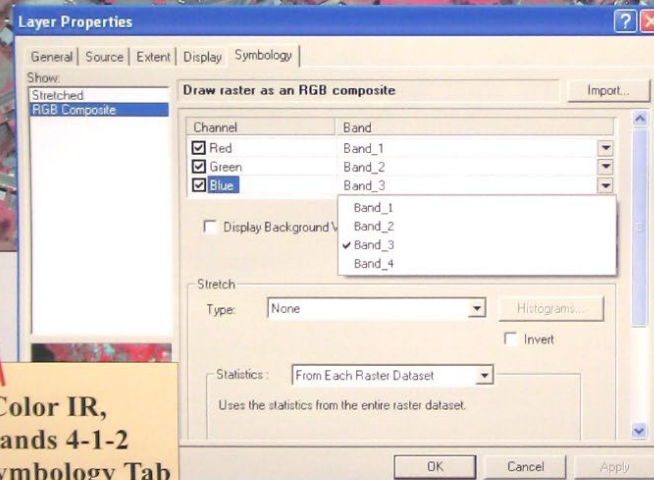 Layer Properties
General Source Extent Display Symbology
Show:
Stretched
RGB Composite
Draw raster as an RGB composite
Import...
Channel Band
Red Band_1
Green Band_2
Blue Band_3
Band_1
Band_2
Band_3
Band_4
Display Background V
Stretch
Type: None
Histograms...
Invert
Statistics: From Each Raster Dataset
Uses the statistics from the entire raster dataset.
OK Cancel Apply
Color IR,
ands 4-1-2
ymbology Tab